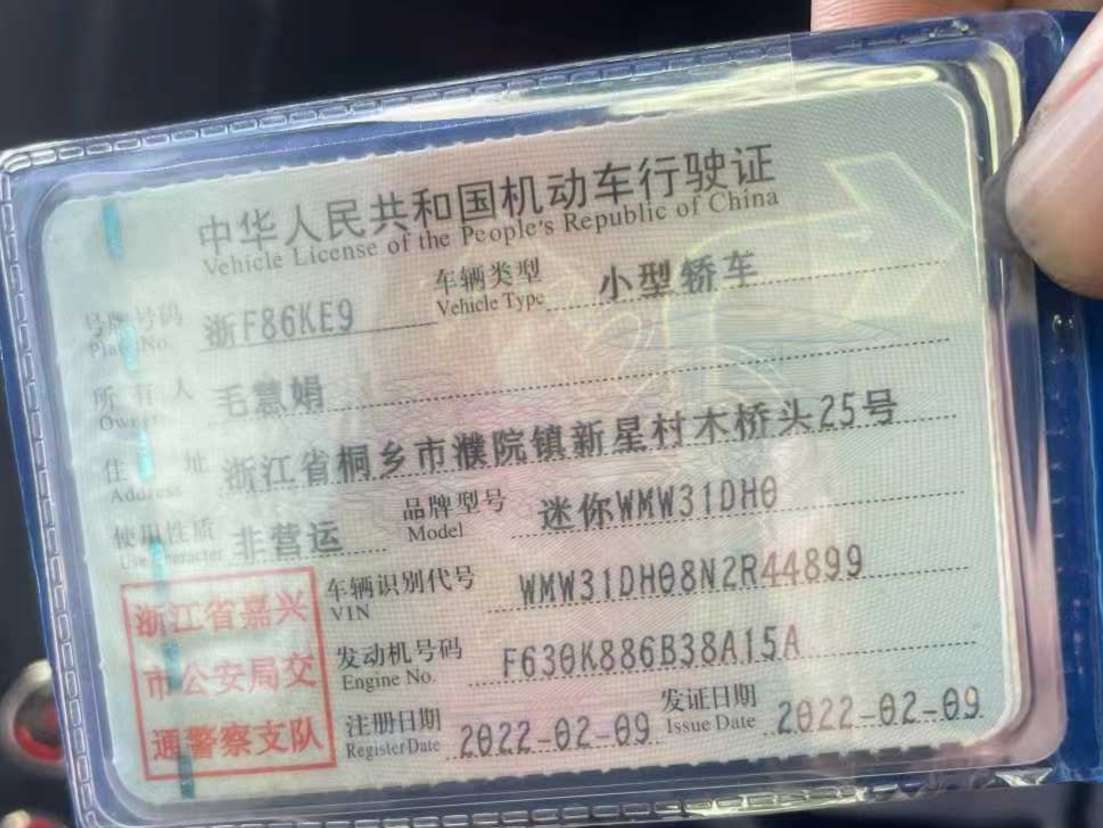 中华人民共和国机动车行驶证
Vehicle License of the People's Republic of China
号牌号码 浙F86KE9 车辆类型 小型轿车
Plate No. Vehicle Type
所有人 毛慧娟
Owner
住址 浙江省桐乡市濮院镇新星村木桥头25号
Address
使用性质 非营运 品牌型号 迷你WMW31DH0
Use Character Model
车辆识别代号 WMW31DH08N2R44899
VIN
发动机号码 F630K886B38A15A
Engine No.
注册日期 2022-02-09 发证日期 2022-02-09
Register Date Issue Date
浙江省嘉兴
市公安局交
通警察支队